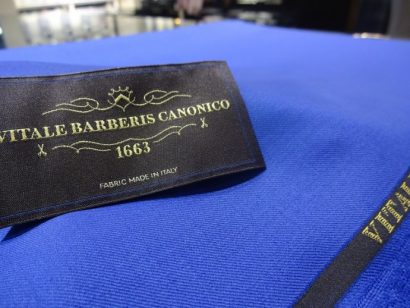 VITALE BARBERIS CANONICO
1663
FABRIC MADE IN ITALY